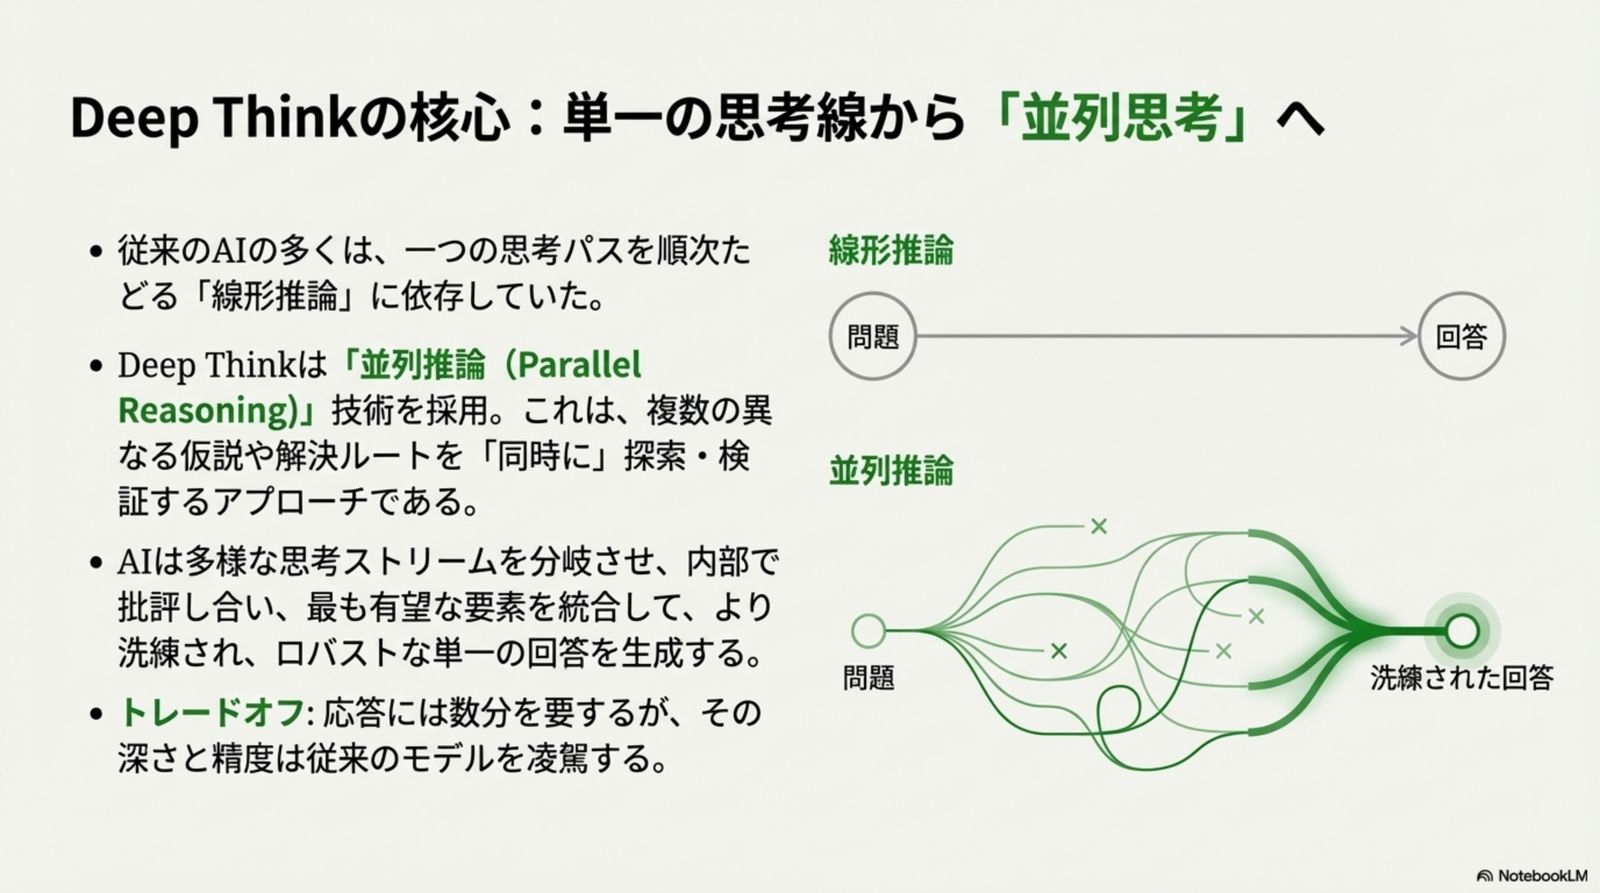 Deep Thinkの核心：単一の思考線から「並列思考」へ
• 従来のAIの多くは、一つの思考パスを順次た
どる「線形推論」に依存していた。
• Deep Thinkは「並列推論（Parallel
Reasoning)」技術を採用。これは、複数の異
なる仮説や解決ルートを「同時に」探索・検
証するアプローチである。
• AIは多様な思考ストリームを分岐させ、内部で
批評し合い、最も有望な要素を統合して、より
洗練され、ロバストな単一の回答を生成する。
• トレードオフ: 応答には数分を要するが、その
深さと精度は従来のモデルを凌駕する。
線形推論
問題
回答
並列推論
問題
洗練された回答
NotebookLM